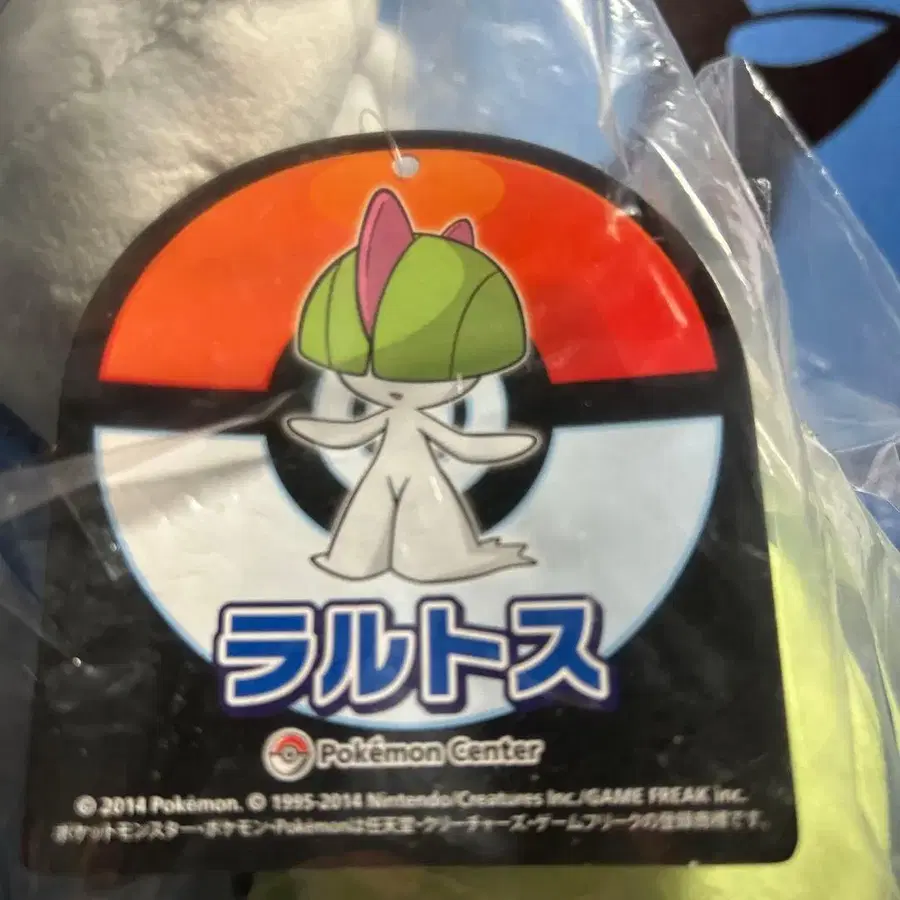 ラルトス
Pokémon Center
© 2014 Pokémon. © 1995-2014 Nintendo/Creatures Inc./GAME FREAK inc.
ポケットモンスター・ポケモン・Pokémonは任天堂・クリーチャーズ・ゲームフリークの登録商標です。